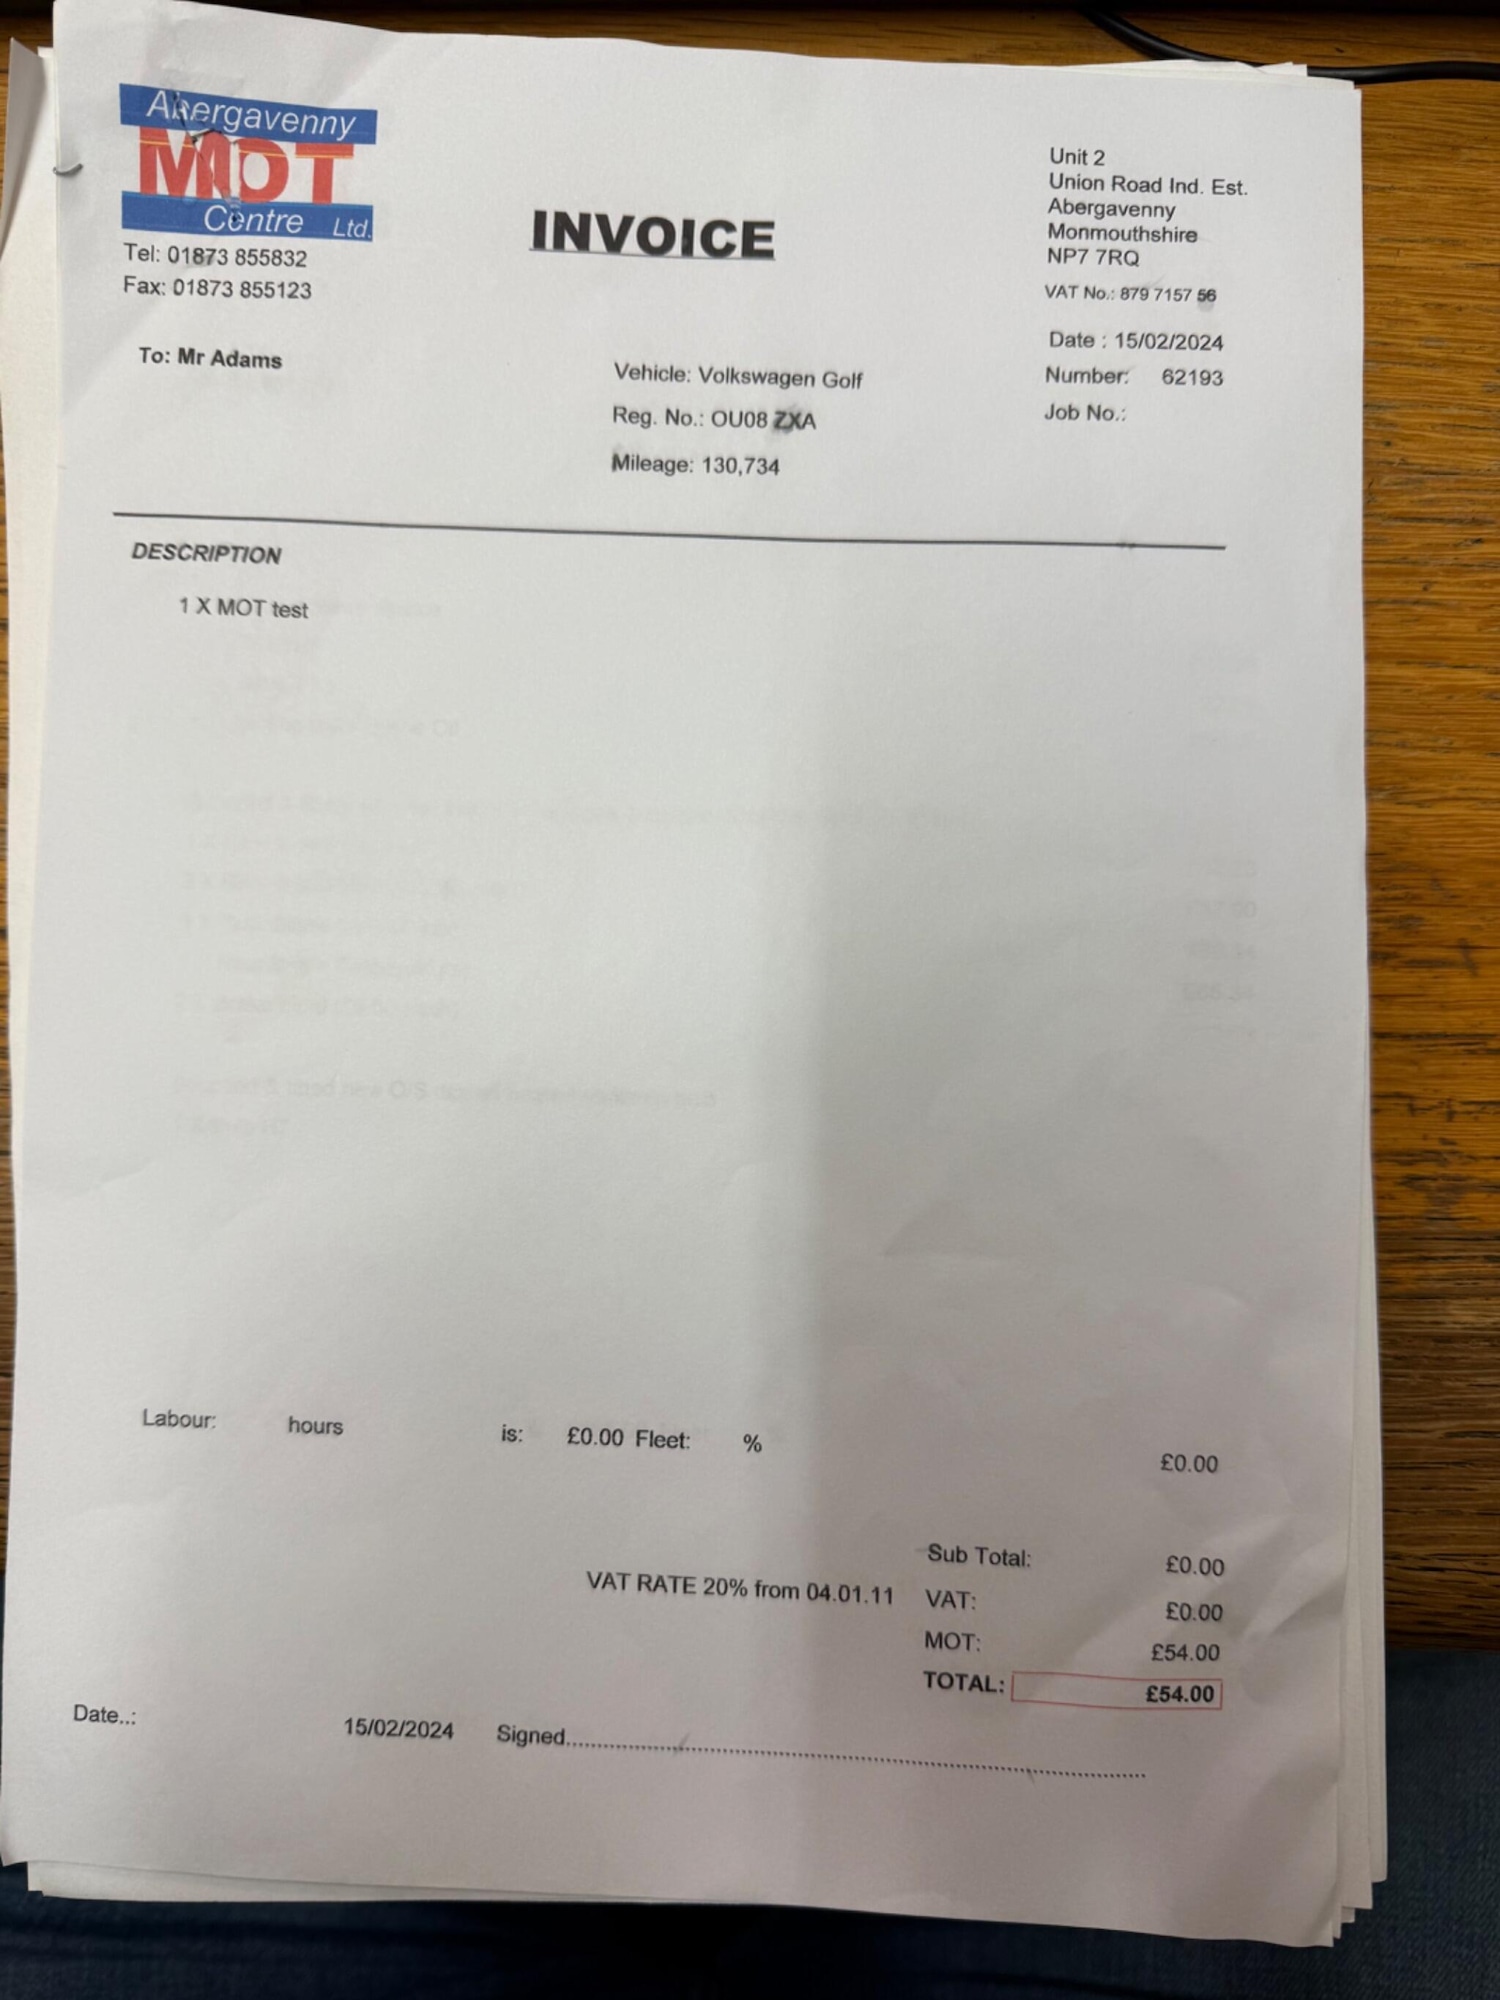 Abergavenny
MOT
Centre Ltd.
Tel: 01873 855832
Fax: 01873 855123
INVOICE
Unit 2
Union Road Ind. Est.
Abergavenny
Monmouthshire
NP7 7RQ
VAT No.: 879 7157 56
To: Mr Adams
Vehicle: Volkswagen Golf
Reg. No.: OU08 ZXA
Mileage: 130,734
Date : 15/02/2024
Number: 62193
Job No.:
DESCRIPTION
1 X MOT test
Labour: hours is: £0.00 Fleet: %
£0.00
Sub Total: £0.00
VAT RATE 20% from 04.01.11 VAT: £0.00
MOT: £54.00
TOTAL: £54.00
Date..: 15/02/2024 Signed..........